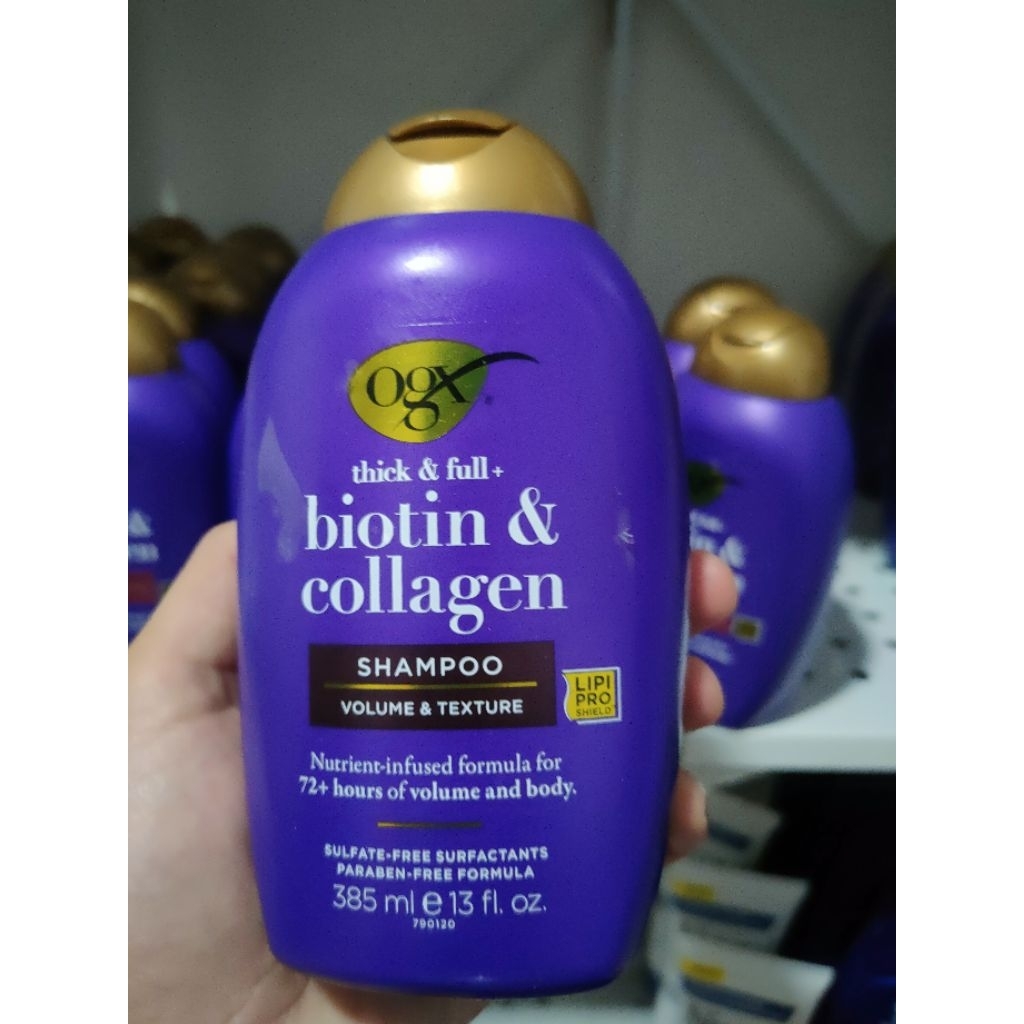 ogx
thick & full+
biotin &
collagen
SHAMPOO
VOLUME & TEXTURE
LIPI
PRO
SHIELD
Nutrient-infused formula for
72+ hours of volume and body.
SULFATE-FREE SURFACTANTS
PARABEN-FREE FORMULA
385 ml e 13 fl. oz.
790120